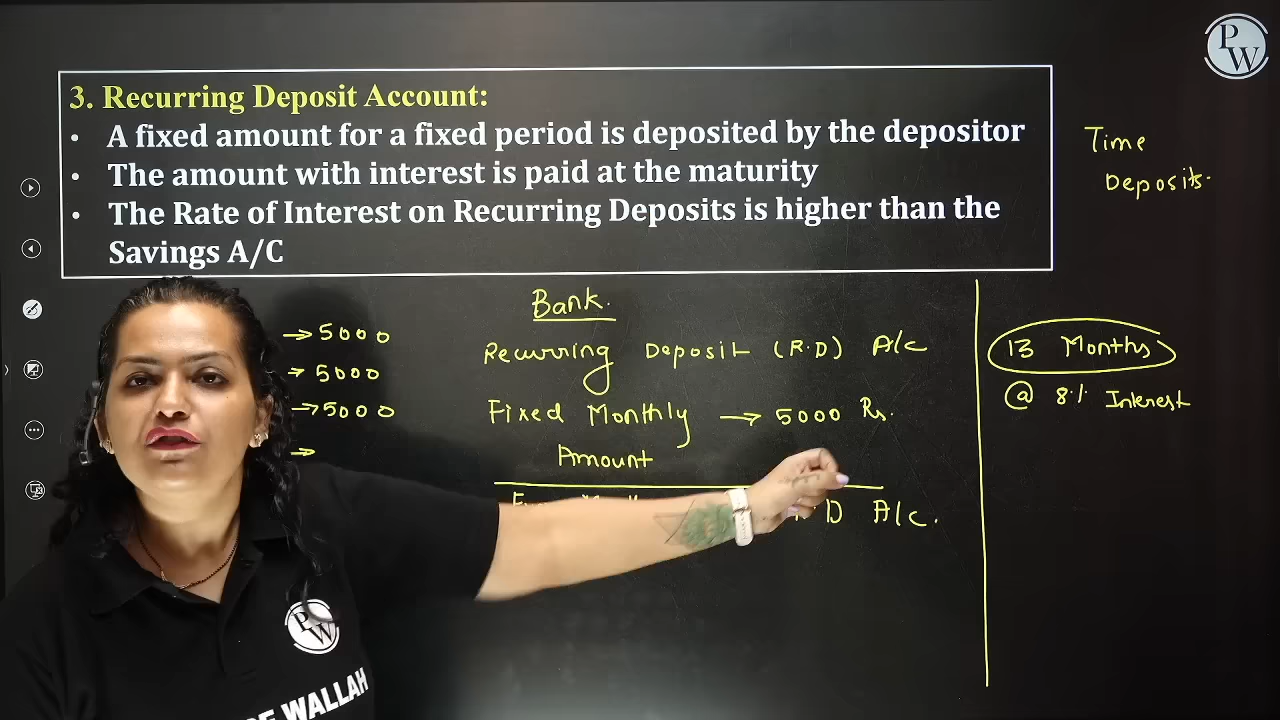 3. Recurring Deposit Account:
• A fixed amount for a fixed period is deposited by the depositor
• The amount with interest is paid at the maturity
• The Rate of Interest on Recurring Deposits is higher than the
Savings A/C
Time
Deposits.
Bank.
→ 5000
→ 5000
→ 5000
→
Recurring Deposit (R.D) A/c
Fixed Monthly → 5000 Rs.
Amount
D A/c.
13 Months
@ 8% Interest
PW
PW
WALLAH